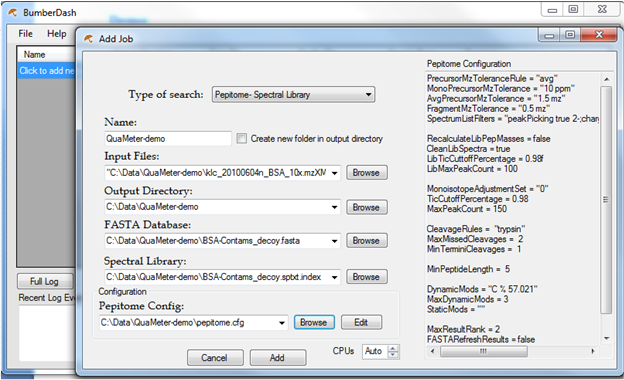 BumberDash
File Help
Name
Click to add ne
Full Log
Recent Log Eve
Add Job
Type of search: Pepitome- Spectral Library
Name:
QuaMeter-demo
Create new folder in output directory
Input Files:
"C:\Data\QuaMeter-demo\klc_20100604n_BSA_10x.mzXM
Browse
Output Directory:
C:\Data\QuaMeter-demo
Browse
FASTA Database:
C:\Data\QuaMeter-demo\BSA-Contams_decoy.fasta
Browse
Spectral Library:
C:\Data\QuaMeter-demo\BSA-Contams_decoy.sptxt.index
Browse
Configuration
Pepitome Config:
C:\Data\QuaMeter-demo\pepitome.cfg
Browse
Edit
Cancel
Add
CPUs Auto
Pepitome Configuration
PrecursorMzToleranceRule = "avg"
MonoPrecursorMzTolerance = "10 ppm"
AvgPrecursorMzTolerance = "1.5 mz"
FragmentMzTolerance = "0.5 mz"
SpectrumListFilters = "peakPicking true 2-;char
RecalculateLibPepMasses = false
CleanLibSpectra = true
LibTicCuttoffPercentage = 0.98f
LibMaxPeakCount = 100
MonoisotopeAdjustmentSet = "0"
TicCutoffPercentage = 0.98
MaxPeakCount = 150
CleavageRules = "trypsin"
MaxMissedCleavages = 2
MinTerminiCleavages = 1
MinPeptideLength = 5
DynamicMods = "C % 57.021"
MaxDynamicMods = 3
StaticMods = ""
MaxResultRank = 2
FASTARefreshResults = false